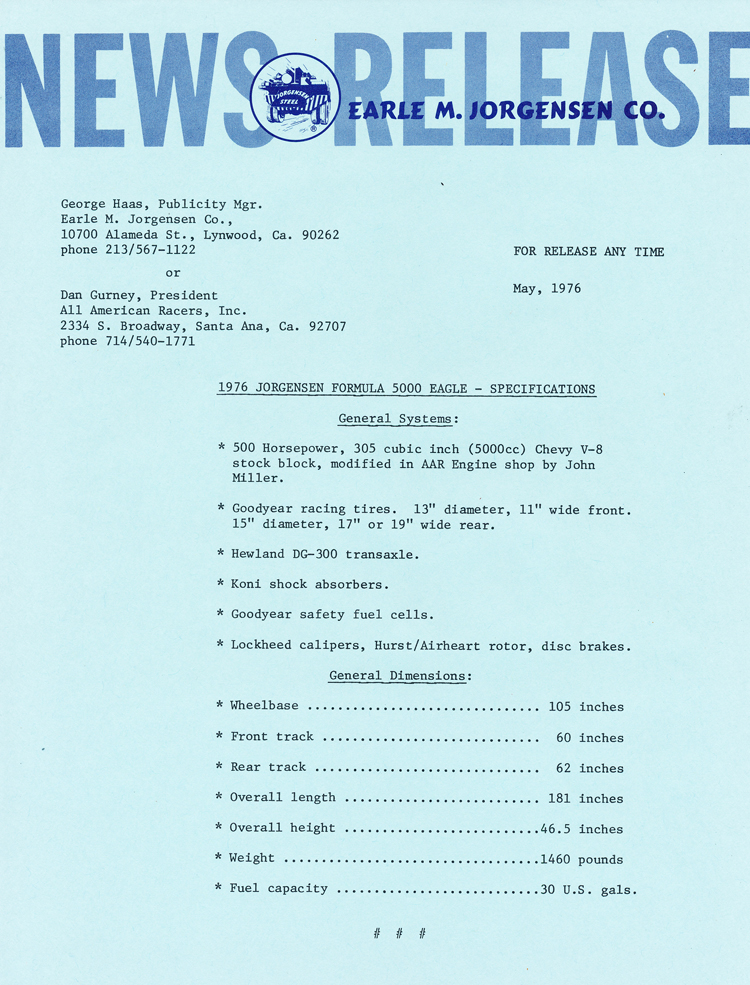 NEWS RELEASE
JORGENSEN
STEEL
®
EARLE M. JORGENSEN CO.
George Haas, Publicity Mgr.
Earle M. Jorgensen Co.,
10700 Alameda St., Lynwood, Ca. 90262
phone 213/567-1122
or
Dan Gurney, President
All American Racers, Inc.
2334 S. Broadway, Santa Ana, Ca. 92707
phone 714/540-1771
FOR RELEASE ANY TIME
May, 1976
1976 JORGENSEN FORMULA 5000 EAGLE - SPECIFICATIONS
General Systems:
* 500 Horsepower, 305 cubic inch (5000cc) Chevy V-8
stock block, modified in AAR Engine shop by John
Miller.
* Goodyear racing tires. 13" diameter, 11" wide front.
15" diameter, 17" or 19" wide rear.
* Hewland DG-300 transaxle.
* Koni shock absorbers.
* Goodyear safety fuel cells.
* Lockheed calipers, Hurst/Airheart rotor, disc brakes.
General Dimensions:
* Wheelbase ............................... 105 inches
* Front track ............................. 60 inches
* Rear track .............................. 62 inches
* Overall length .......................... 181 inches
* Overall height ..........................46.5 inches
* Weight ..................................1460 pounds
* Fuel capacity ...........................30 U.S. gals.
# # #